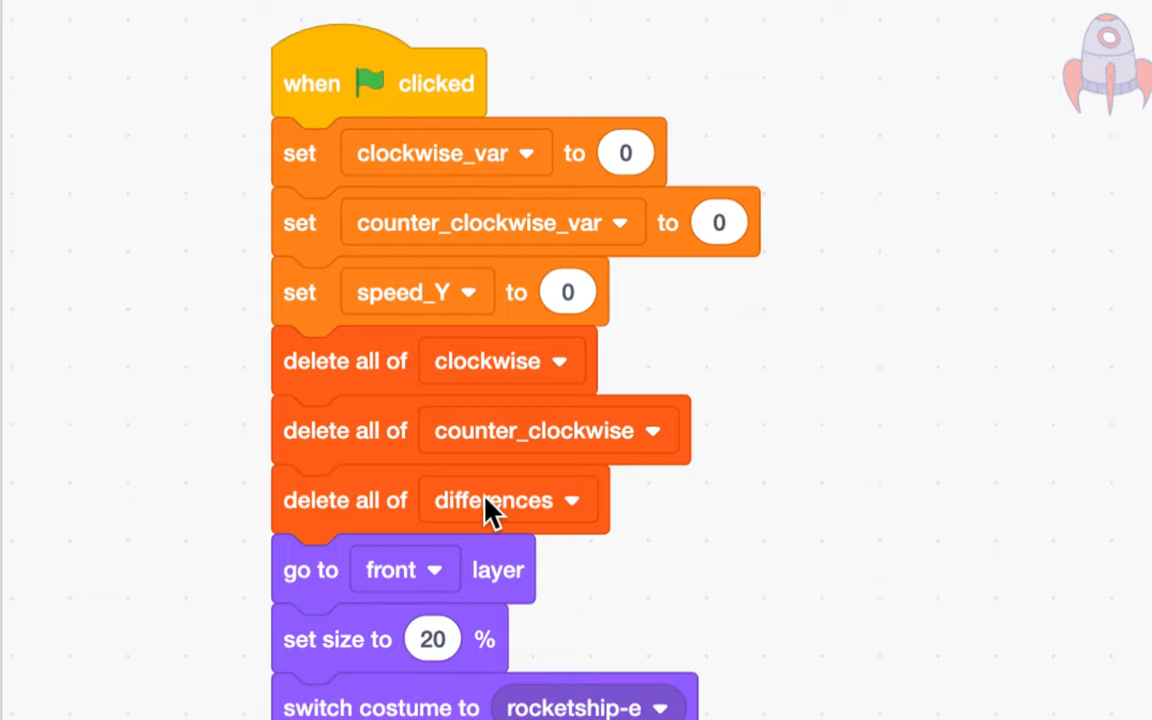 when clicked
set clockwise_var to 0
set counter_clockwise_var to 0
set speed_Y to 0
delete all of clockwise
delete all of counter_clockwise
delete all of differences
go to front layer
set size to 20 %
switch costume to rocketship-e